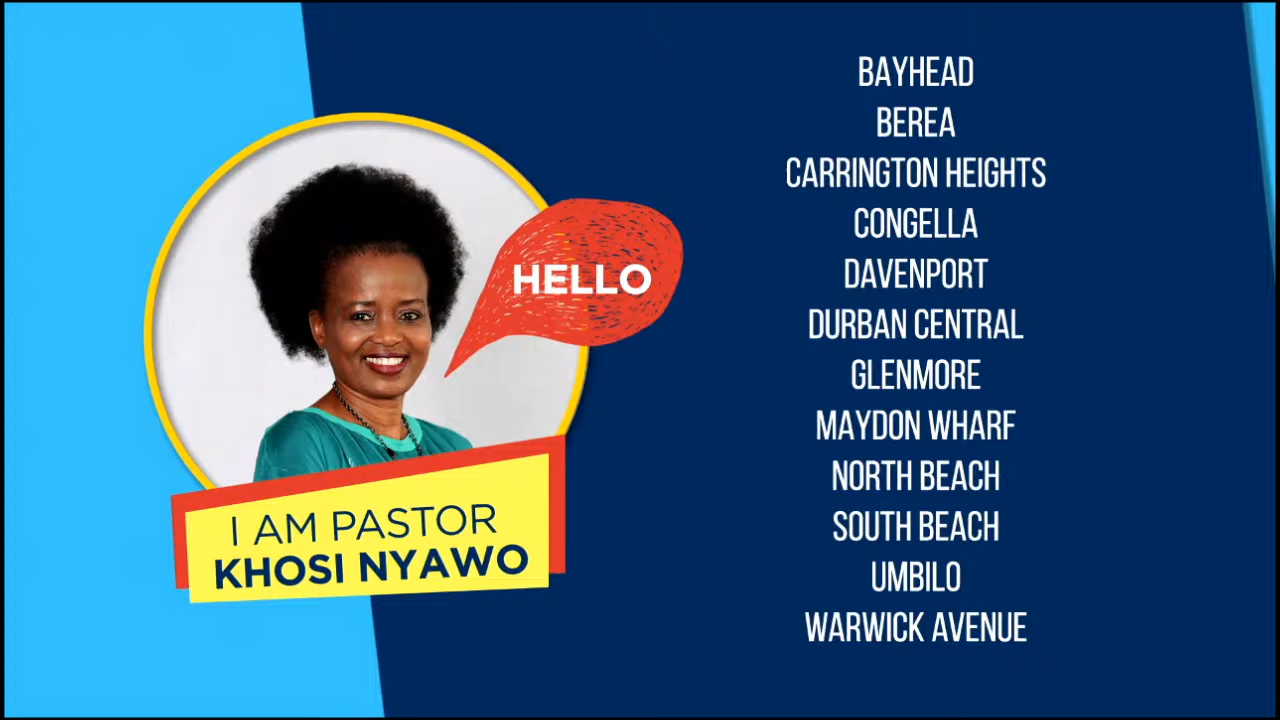 HELLO
I AM PASTOR
KHOSI NYAWO
BAYHEAD
BEREA
CARRINGTON HEIGHTS
CONGELLA
DAVENPORT
DURBAN CENTRAL
GLENMORE
MAYDON WHARF
NORTH BEACH
SOUTH BEACH
UMBILO
WARWICK AVENUE